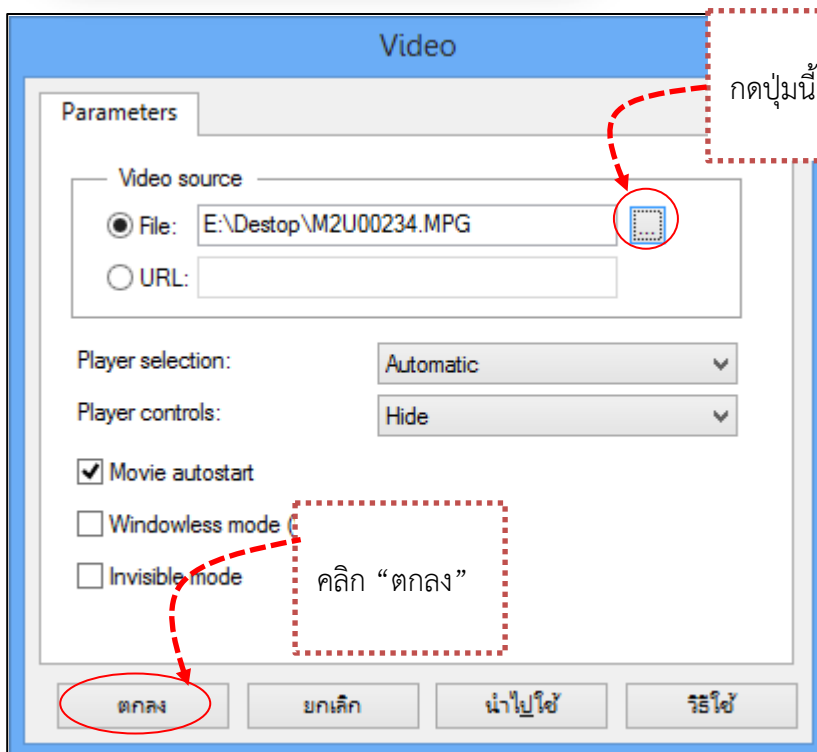 Video
กดปุ่มนี้
Parameters
Video source
File: E:\Destop\M2U00234.MPG ...
URL:
Player selection: Automatic
Player controls: Hide
Movie autostart
Windowless mode (
Invisible mode
คลิก “ตกลง”
ตกลง ยกเลิก นำไปใช้ วิธีใช้